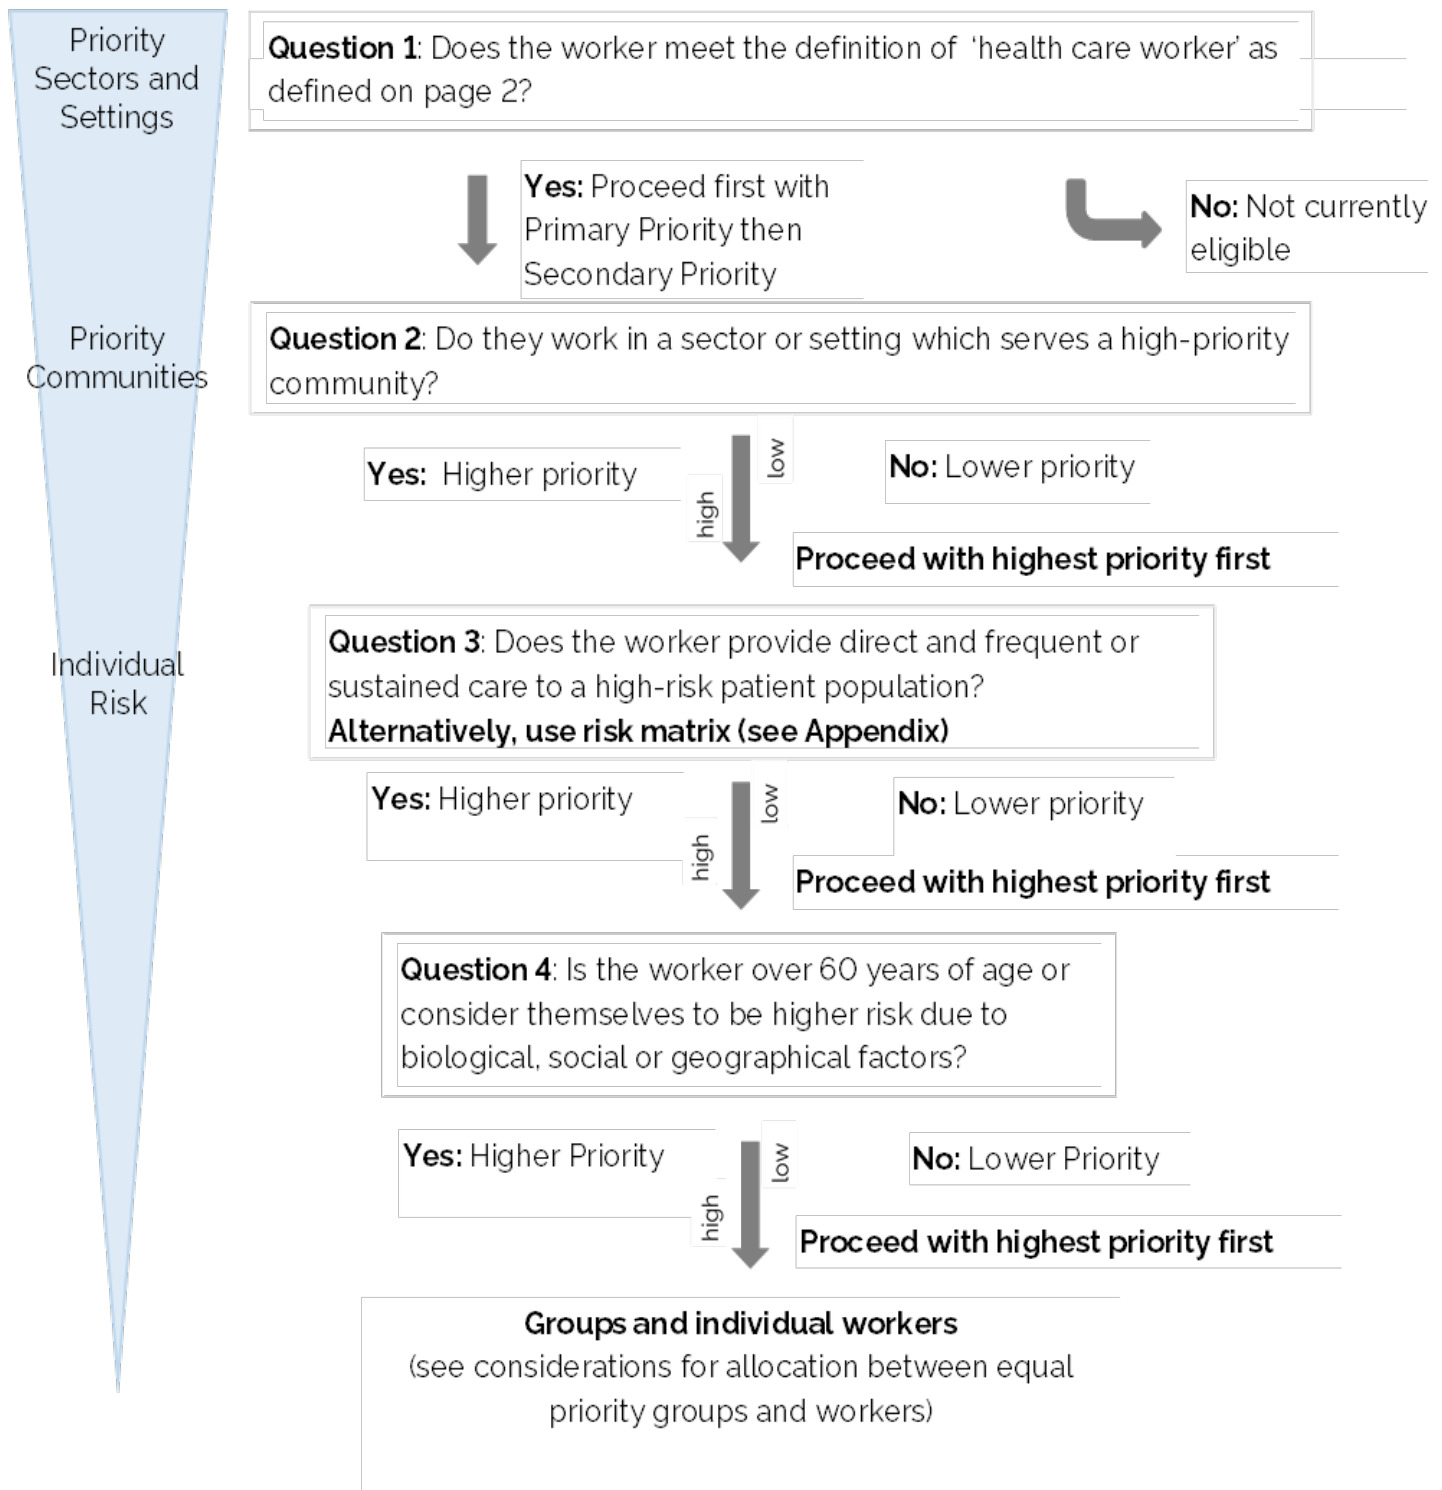 Priority
Sectors and
Settings
Question 1: Does the worker meet the definition of ‘health care worker’ as
defined on page 2?
Yes: Proceed first with
Primary Priority then
Secondary Priority
No: Not currently
eligible
Priority
Communities
Question 2: Do they work in a sector or setting which serves a high-priority
community?
Yes: Higher priority
high
low
No: Lower priority
Proceed with highest priority first
Individual
Risk
Question 3: Does the worker provide direct and frequent or
sustained care to a high-risk patient population?
Alternatively, use risk matrix (see Appendix)
Yes: Higher priority
high
low
No: Lower priority
Proceed with highest priority first
Question 4: Is the worker over 60 years of age or
consider themselves to be higher risk due to
biological, social or geographical factors?
Yes: Higher Priority
high
low
No: Lower Priority
Proceed with highest priority first
Groups and individual workers
(see considerations for allocation between equal
priority groups and workers)